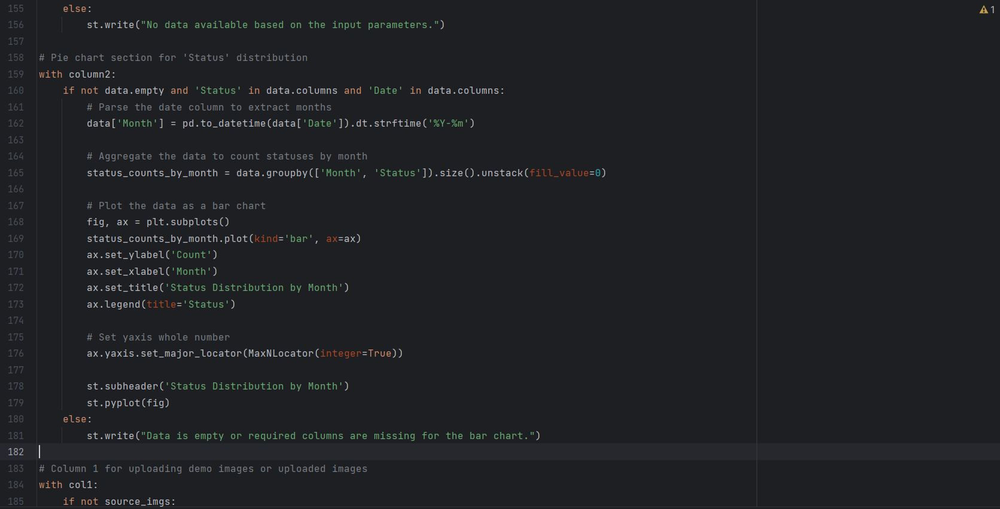 155     else:
156         st.write("No data available based on the input parameters.")
157
158 # Pie chart section for 'Status' distribution
159 with column2:
160     if not data.empty and 'Status' in data.columns and 'Date' in data.columns:
161         # Parse the date column to extract months
162         data['Month'] = pd.to_datetime(data['Date']).dt.strftime('%Y-%m')
163
164         # Aggregate the data to count statuses by month
165         status_counts_by_month = data.groupby(['Month', 'Status']).size().unstack(fill_value=0)
166
167         # Plot the data as a bar chart
168         fig, ax = plt.subplots()
169         status_counts_by_month.plot(kind='bar', ax=ax)
170         ax.set_ylabel('Count')
171         ax.set_xlabel('Month')
172         ax.set_title('Status Distribution by Month')
173         ax.legend(title='Status')
174
175         # Set yaxis whole number
176         ax.yaxis.set_major_locator(MaxNLocator(integer=True))
177
178         st.subheader('Status Distribution by Month')
179         st.pyplot(fig)
180     else:
181         st.write("Data is empty or required columns are missing for the bar chart.")
182
183 # Column 1 for uploading demo images or uploaded images
184 with col1:
185     if not source_imgs:
1